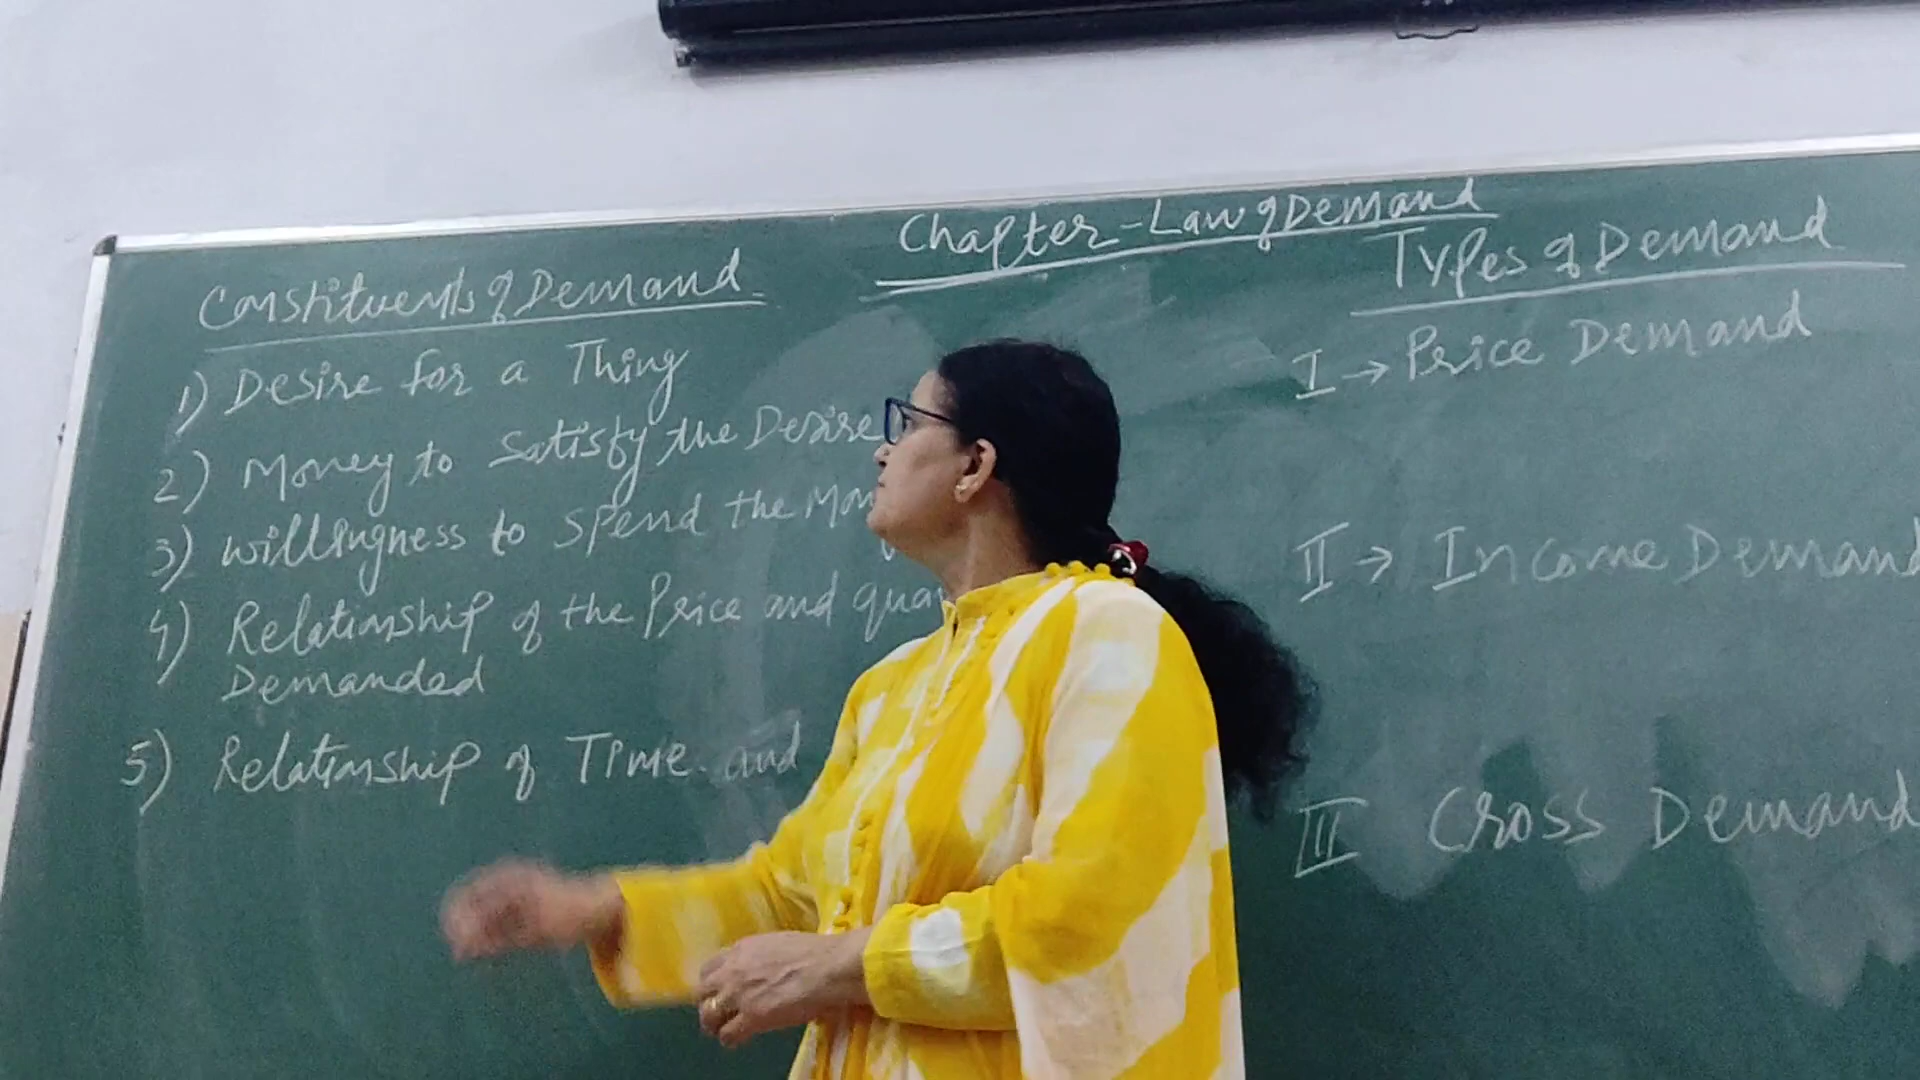 Chapter - Law of Demand
Constituents of Demand
1) Desire for a Thing
2) Money to Satisfy the Desire
3) Willingness to Spend the Mon
4) Relationship of the Price and qua
Demanded
5) Relationship of Time and
Types of Demand
I → Price Demand
II → Income Demand
III Cross Demand